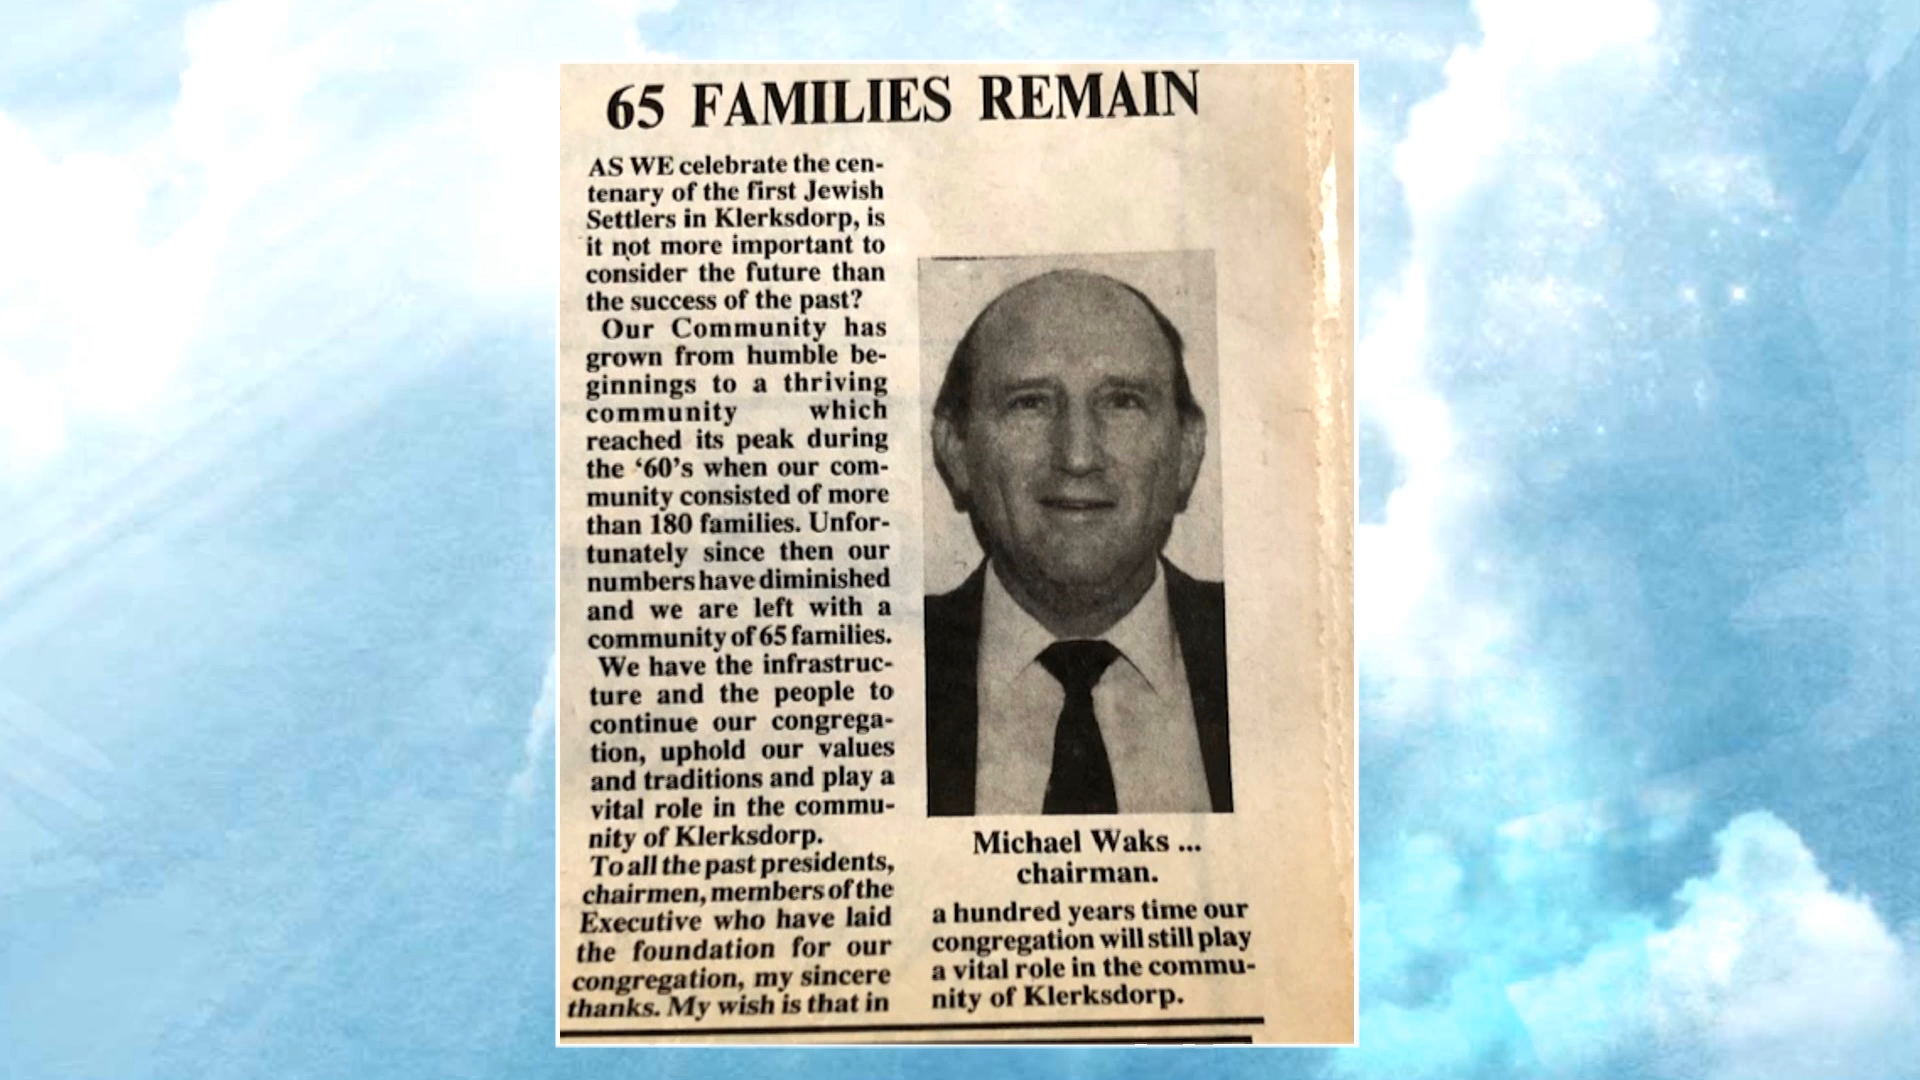 65 FAMILIES REMAIN
AS WE celebrate the cen-
tenary of the first Jewish
Settlers in Klerksdorp, is
it not more important to
consider the future than
the success of the past?
Our Community has
grown from humble be-
ginnings to a thriving
community which
reached its peak during
the ‘60’s when our com-
munity consisted of more
than 180 families. Unfor-
tunately since then our
numbers have diminished
and we are left with a
community of 65 families.
We have the infrastruc-
ture and the people to
continue our congrega-
tion, uphold our values
and traditions and play a
vital role in the commu-
nity of Klerksdorp.
To all the past presidents,
chairmen, members of the
Executive who have laid
the foundation for our
congregation, my sincere
thanks. My wish is that in
Michael Waks ...
chairman.
a hundred years time our
congregation will still play
a vital role in the commu-
nity of Klerksdorp.